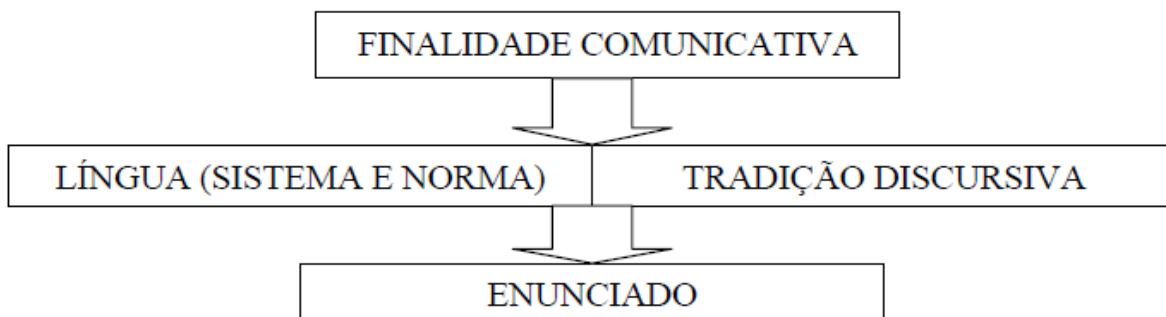 FINALIDADE COMUNICATIVA
LÍNGUA (SISTEMA E NORMA)
TRADIÇÃO DISCURSIVA
ENUNCIADO